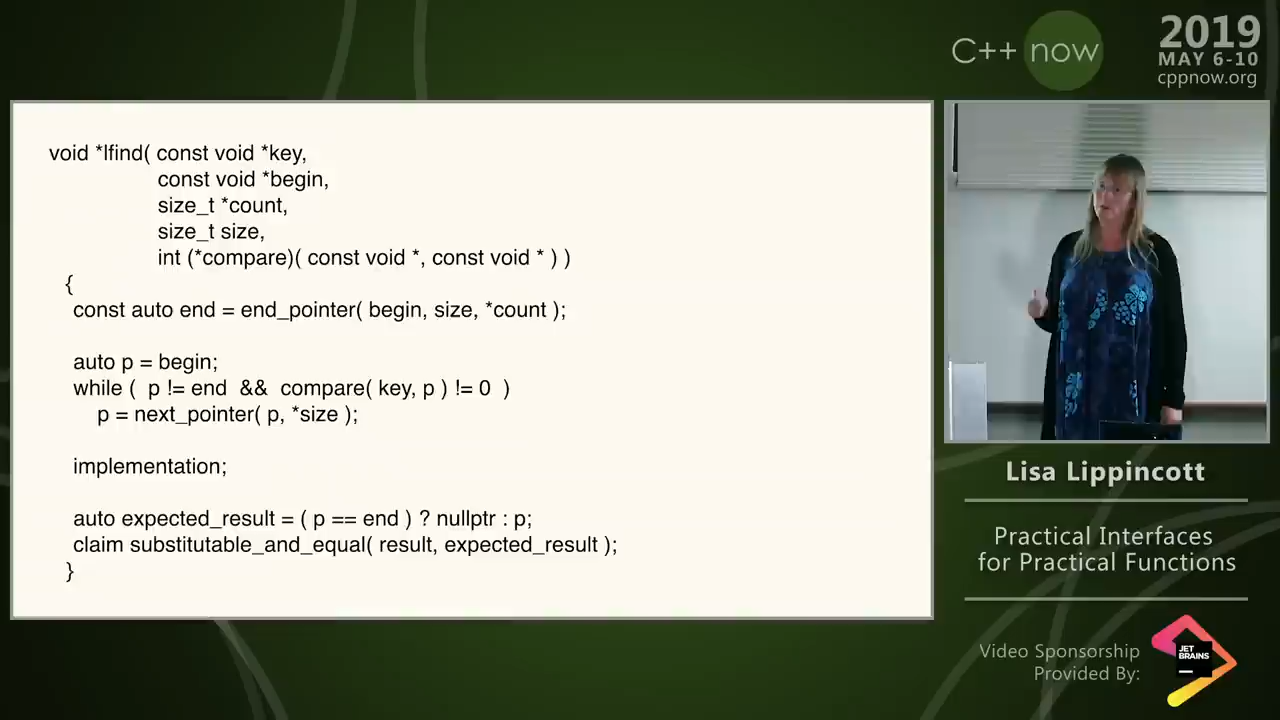 C++ now
2019
MAY 6-10
cppnow.org
void *lfind( const void *key,
const void *begin,
size_t *count,
size_t size,
int (*compare)( const void *, const void * ) )
{
const auto end = end_pointer( begin, size, *count );
auto p = begin;
while ( p != end && compare( key, p ) != 0 )
p = next_pointer( p, *size );
implementation;
auto expected_result = ( p == end ) ? nullptr : p;
claim substitutable_and_equal( result, expected_result );
}
Lisa Lippincott
Practical Interfaces
for Practical Functions
Video Sponsorship
Provided By:
JET
BRAINS